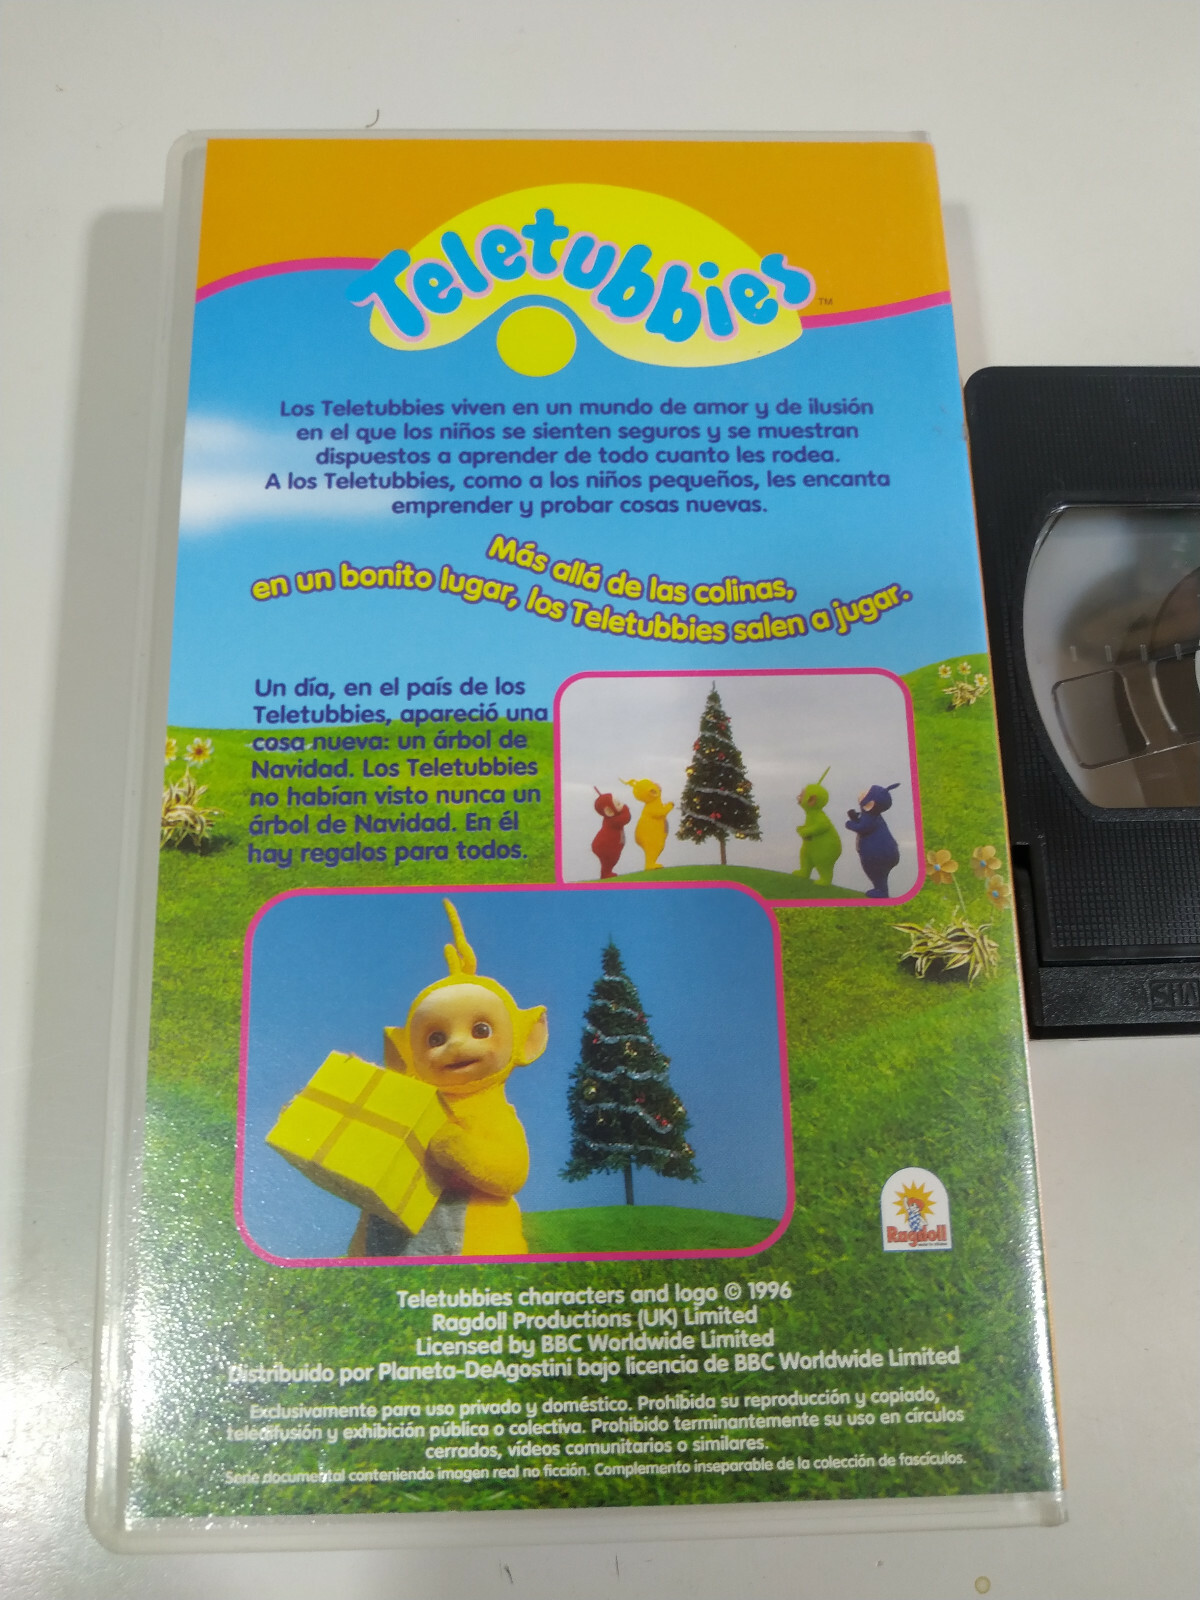 Teletubbies™
Los Teletubbies viven en un mundo de amor y de ilusión
en el que los niños se sienten seguros y se muestran
dispuestos a aprender de todo cuanto les rodea.
A los Teletubbies, como a los niños pequeños, les encanta
emprender y probar cosas nuevas.
Más allá de las colinas,
en un bonito lugar, los Teletubbies salen a jugar.
Un día, en el país de los
Teletubbies, apareció una
cosa nueva: un árbol de
Navidad. Los Teletubbies
no habían visto nunca un
árbol de Navidad. En él
hay regalos para todos.
Ragdoll
Teletubbies characters and logo © 1996
Ragdoll Productions (UK) Limited
Licensed by BBC Worldwide Limited
Distribuido por Planeta-DeAgostini bajo licencia de BBC Worldwide Limited
Exclusivamente para uso privado y doméstico. Prohibida su reproducción y copiado,
teledifusión y exhibición pública o colectiva. Prohibido terminantemente su uso en círculos
cerrados, vídeos comunitarios o similares.
Serie documental conteniendo imagen real no ficción. Complemento inseparable de la colección de fascículos.